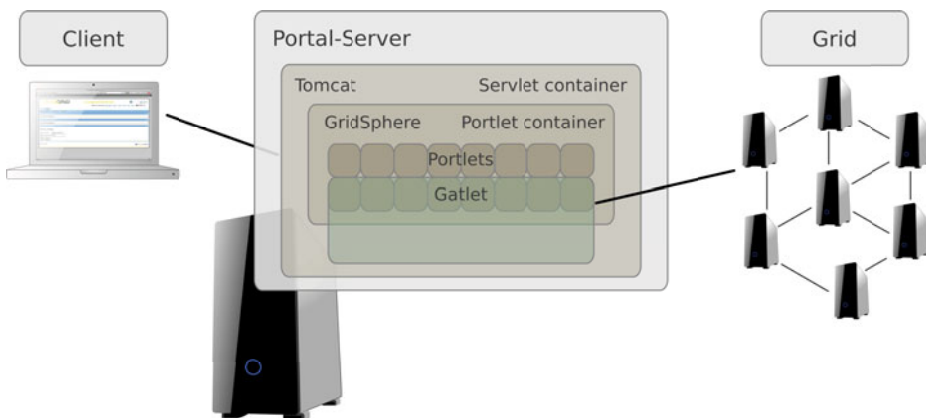 Client
Portal-Server
Grid
Tomcat Servlet container
GridSphere Portlet container
Portlets
Gatlet